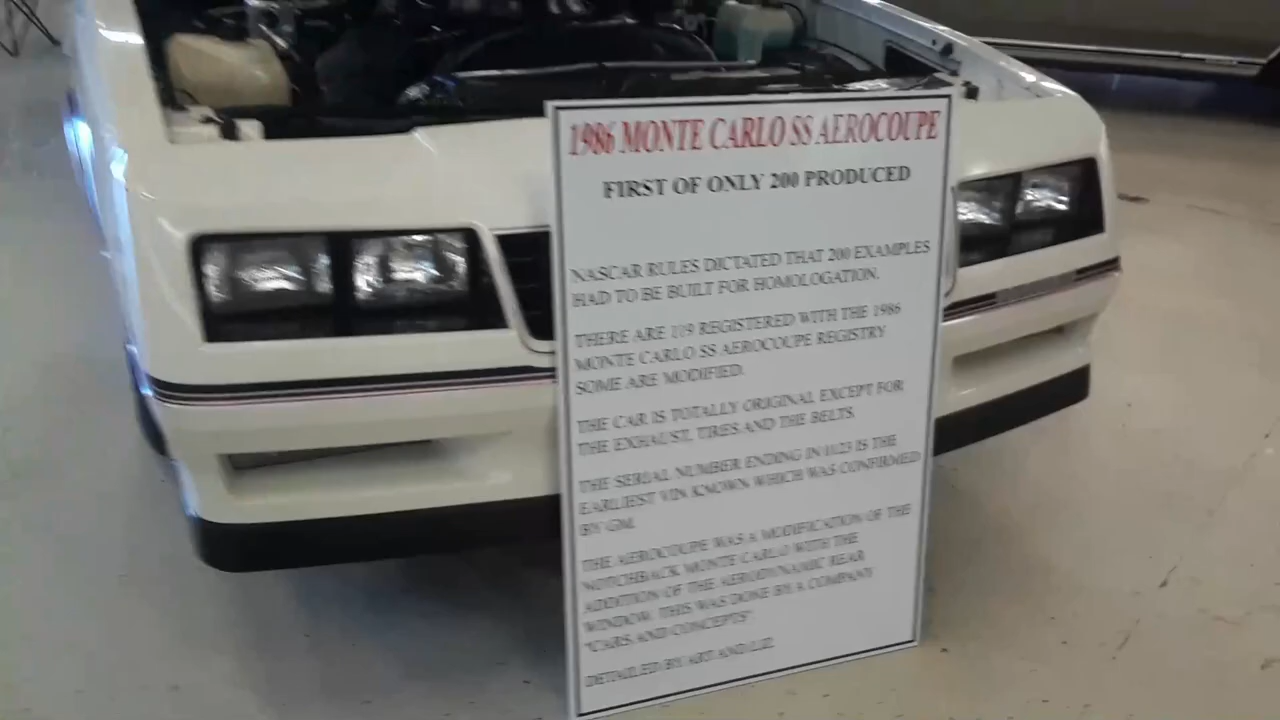 1986 MONTE CARLO SS AEROCOUPE
FIRST OF ONLY 200 PRODUCED
NASCAR RULES DICTATED THAT 200 EXAMPLES
HAD TO BE BUILT FOR HOMOLOGATION.
THERE ARE 119 REGISTERED WITH THE 1986
MONTE CARLO SS AEROCOUPE REGISTRY
SOME ARE MODIFIED.
THE CAR IS TOTALLY ORIGINAL EXCEPT FOR
THE EXHAUST, TIRES AND THE BELTS.
THE SERIAL NUMBER ENDING IN 1123 IS THE
EARLIEST VIN KNOWN WHICH WAS CONFIRMED
BY GM.
THE AEROCOUPE WAS A MODIFICATION OF THE
NOTCHBACK MONTE CARLO WITH THE
ADDITION OF THE AERODYNAMIC REAR
WINDOW. THIS WAS DONE BY A COMPANY
"CARS AND CONCEPTS"
DETAILED BY ART AND